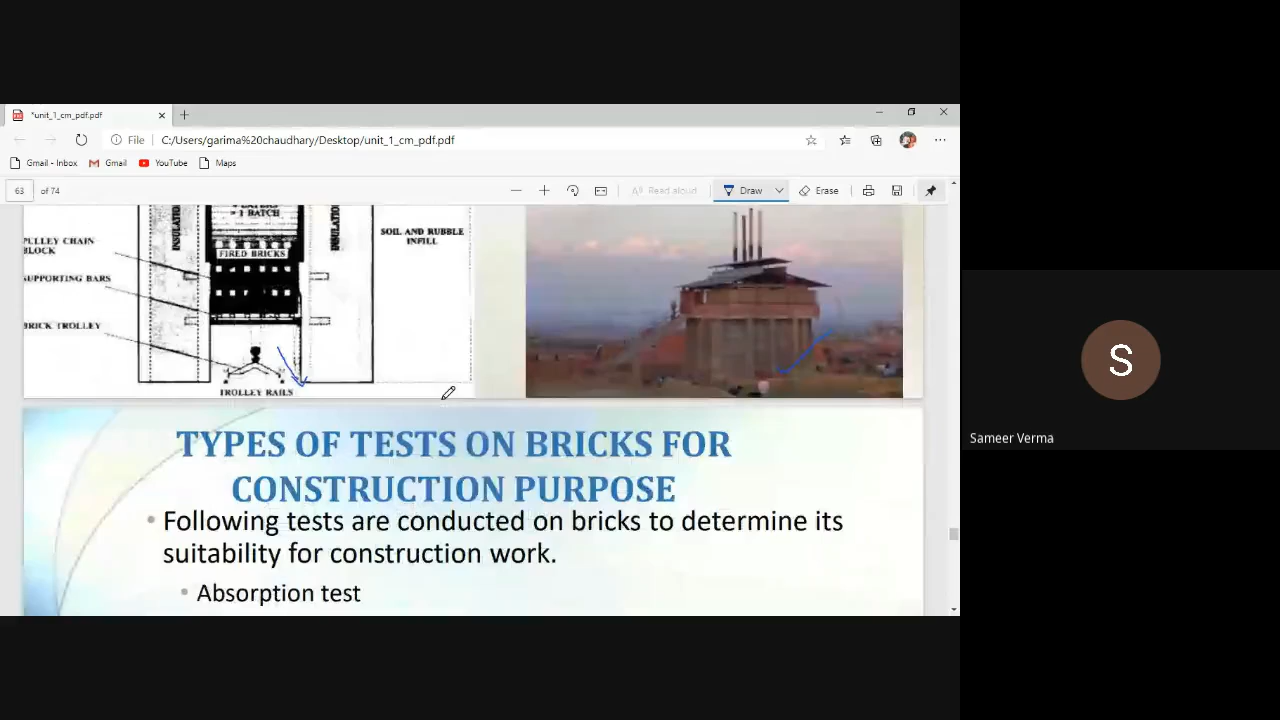 *unit_1_cm_pdf.pdf
File C:/Users/garima%20chaudhary/Desktop/unit_1_cm_pdf.pdf
Gmail - Inbox Gmail YouTube Maps
63 of 74
Read aloud Draw Erase
1 BATCH
INSULATION
INSULATION
SOIL AND RUBBLE
INFILL
PULLEY CHAIN
BLOCK
FIRED BRICKS
SUPPORTING BARS
BRICK TROLLEY
TROLLEY RAILS
TYPES OF TESTS ON BRICKS FOR
CONSTRUCTION PURPOSE
• Following tests are conducted on bricks to determine its
suitability for construction work.
• Absorption test
S
Sameer Verma